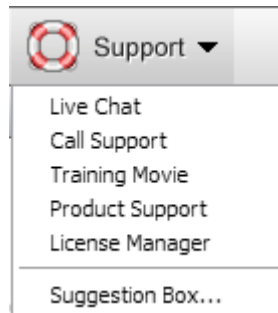 Support
Live Chat
Call Support
Training Movie
Product Support
License Manager
Suggestion Box...